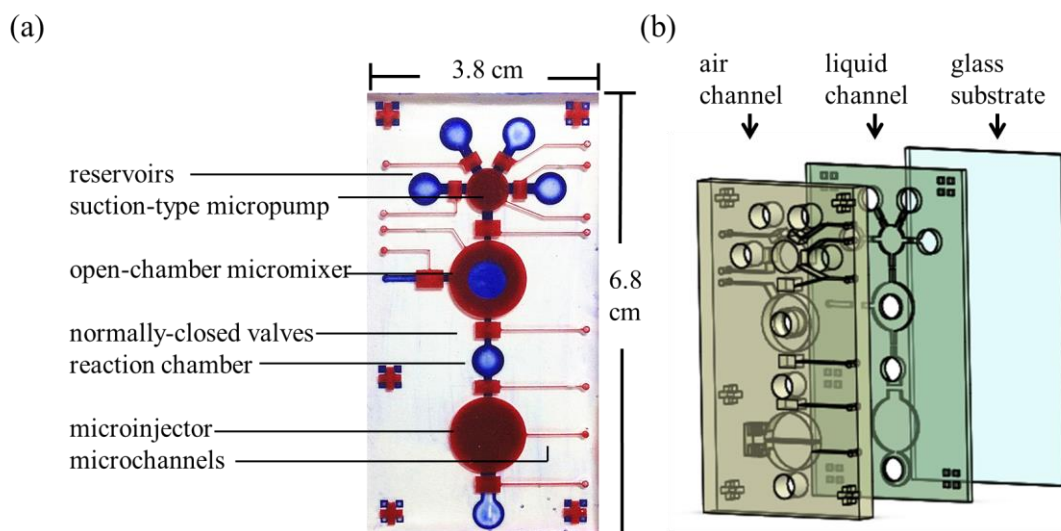 (a)
3.8 cm
reservoirs
suction-type micropump
open-chamber micromixer
6.8
cm
normally-closed valves
reaction chamber
microinjector
microchannels
(b)
air
channel
liquid
channel
glass
substrate